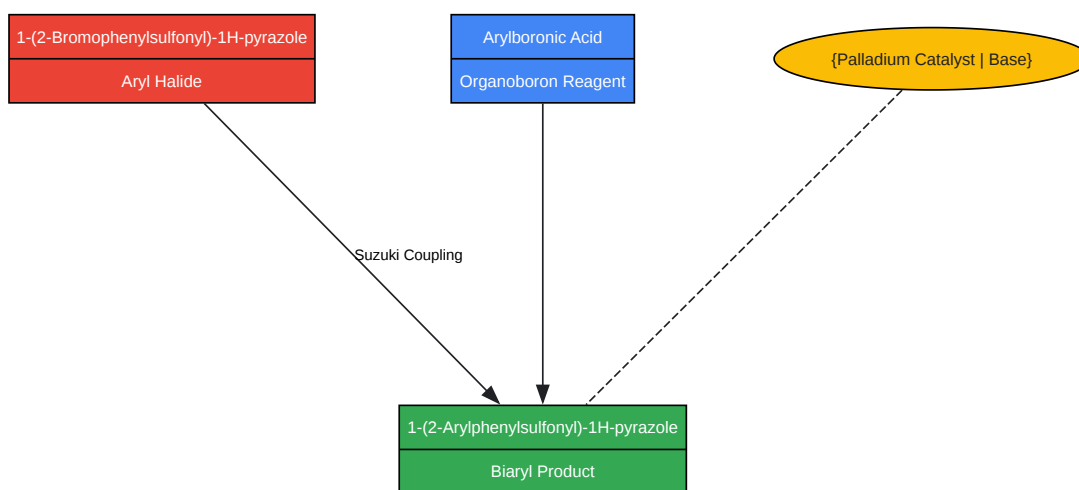 1-(2-Bromophenylsulfonyl)-1H-pyrazole
Aryl Halide
Arylboronic Acid
Organoboron Reagent
{Palladium Catalyst | Base}
Suzuki Coupling
1-(2-Arylphenylsulfonyl)-1H-pyrazole
Biaryl Product